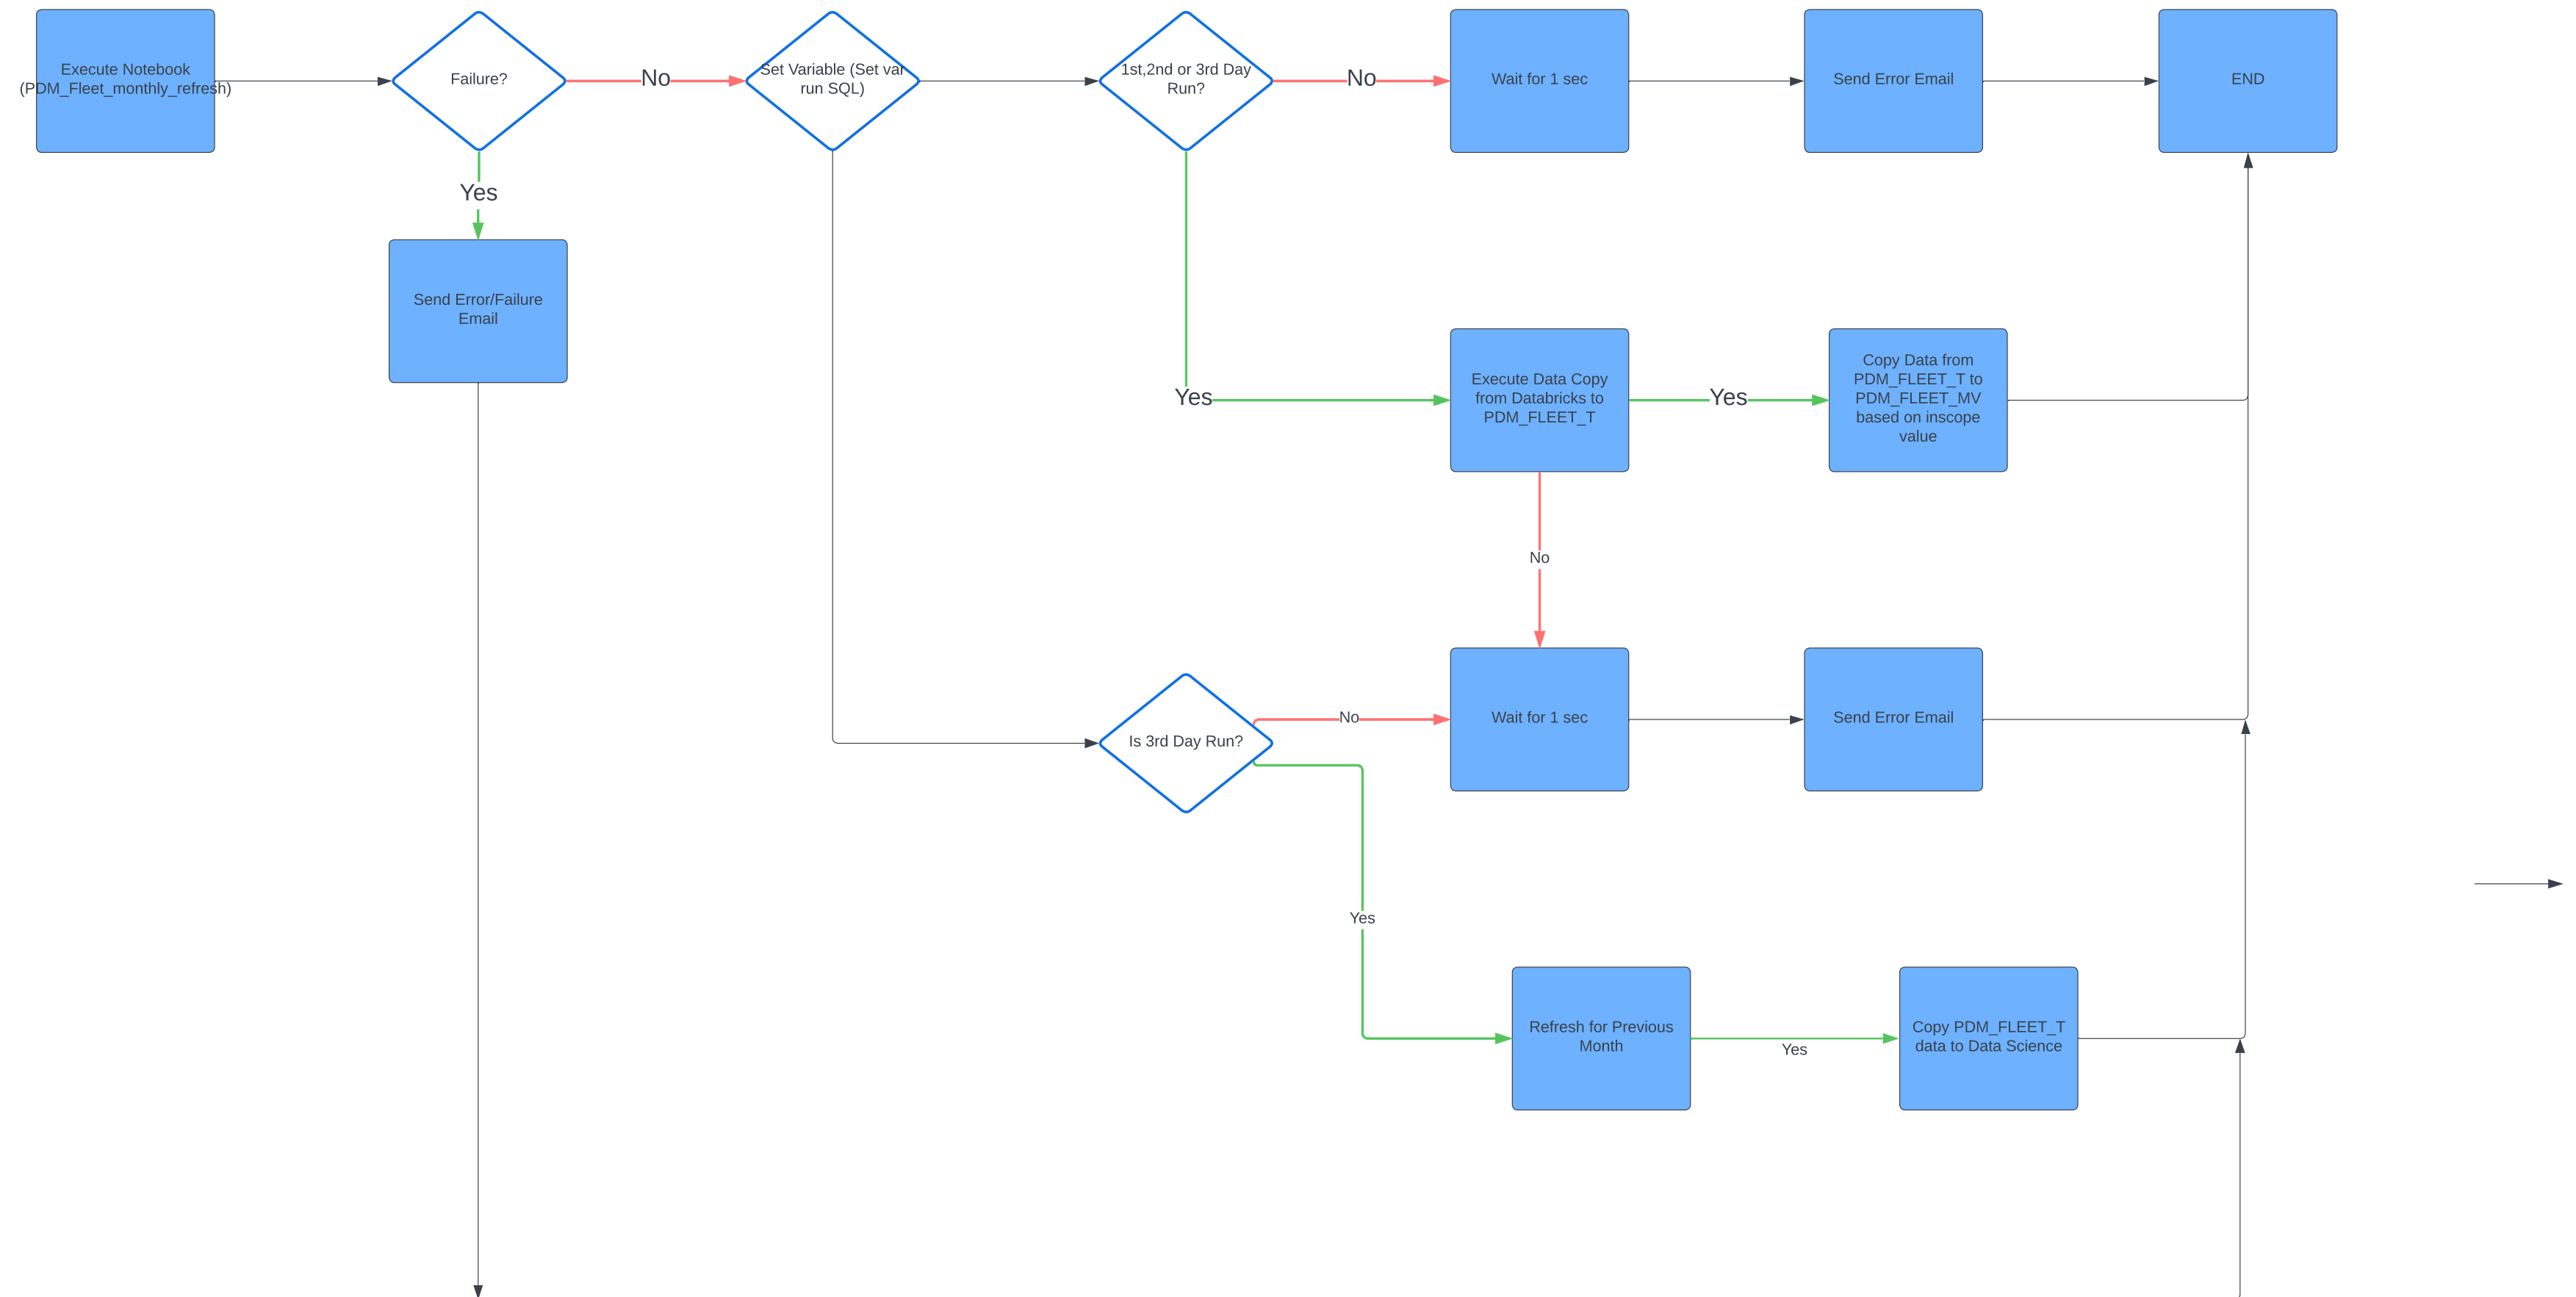 Execute Notebook
(PDM_Fleet_monthly_refresh)
Failure?
No
Set Variable (Set var
run SQL)
1st,2nd or 3rd Day
Run?
No
Wait for 1 sec
Send Error Email
END
Yes
Send Error/Failure
Email
Yes
Execute Data Copy
from Databricks to
PDM_FLEET_T
Yes
Copy Data from
PDM_FLEET_T to
PDM_FLEET_MV
based on inscope
value
No
Is 3rd Day Run?
No
Wait for 1 sec
Send Error Email
Yes
Refresh for Previous
Month
Yes
Copy PDM_FLEET_T
data to Data Science